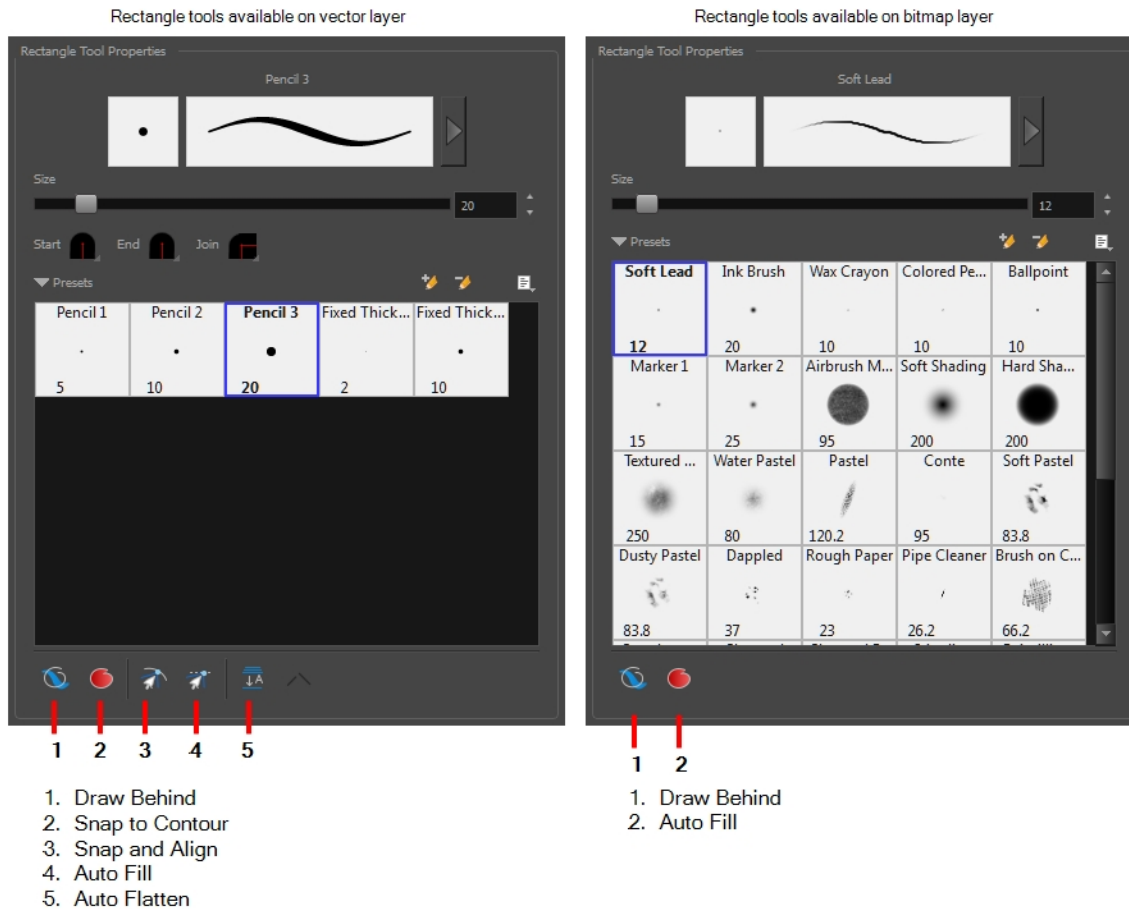 Rectangle tools available on vector layer
Rectangle Tool Properties
Pencil 3
Size
20
Start End Join
Presets
Pencil 1 Pencil 2 Pencil 3 Fixed Thick... Fixed Thick...
5 10 20 2 10
1 2 3 4 5
1. Draw Behind
2. Snap to Contour
3. Snap and Align
4. Auto Fill
5. Auto Flatten
Rectangle tools available on bitmap layer
Rectangle Tool Properties
Soft Lead
Size
12
Presets
Soft Lead Ink Brush Wax Crayon Colored Pe... Ballpoint
12 20 10 10 10
Marker 1 Marker 2 Airbrush M... Soft Shading Hard Sha...
15 25 95 200 200
Textured ... Water Pastel Pastel Conte Soft Pastel
250 80 120.2 95 83.8
Dusty Pastel Dappled Rough Paper Pipe Cleaner Brush on C...
83.8 37 23 26.2 66.2
1 2
1. Draw Behind
2. Auto Fill